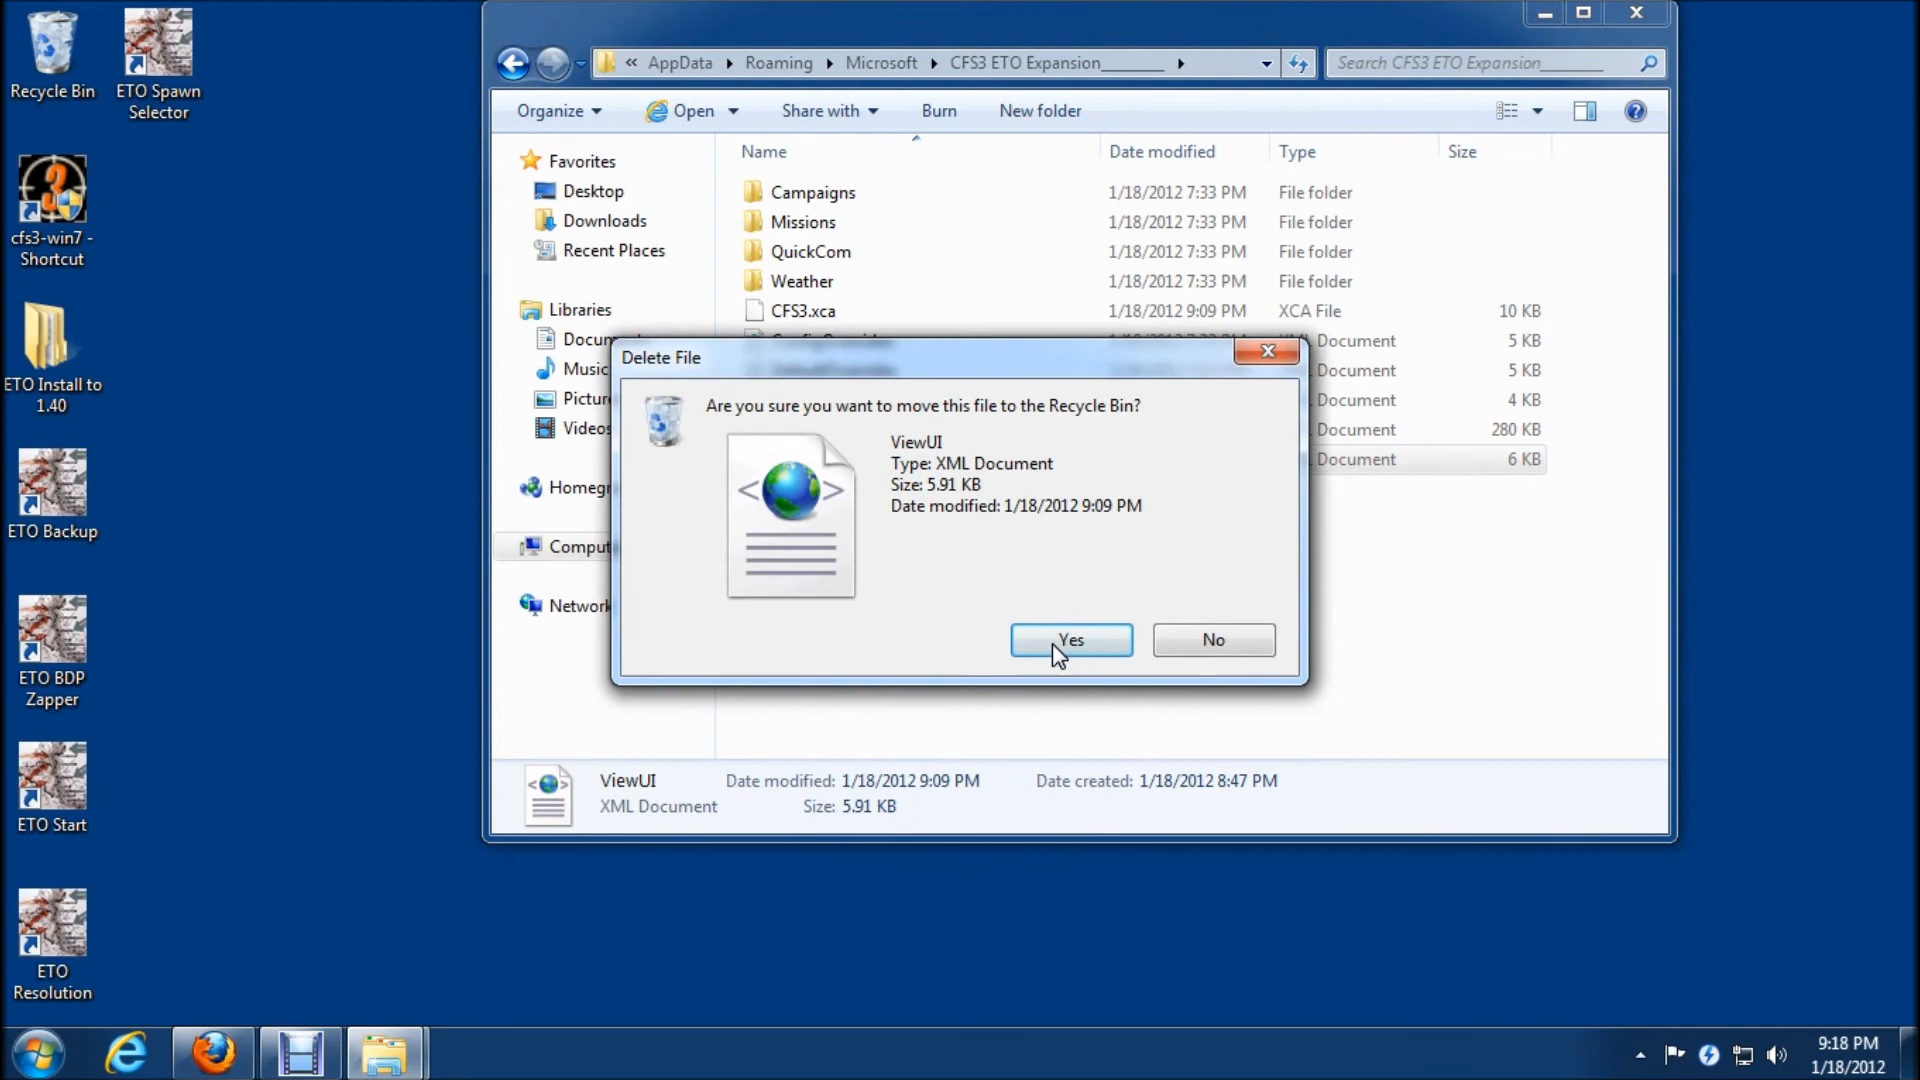 Recycle Bin
ETO Spawn
Selector
cfs3-win7 -
Shortcut
ETO Install to
1.40
ETO Backup
ETO BDP
Zapper
ETO Start
ETO
Resolution
« AppData Roaming Microsoft CFS3 ETO Expansion________
Search CFS3 ETO Expansion________
Organize Open Share with Burn New folder
Favorites
Desktop
Downloads
Recent Places
Libraries
Docum
Music
Pictur
Videos
Homegr
Comput
Network
Name Date modified Type Size
Campaigns 1/18/2012 7:33 PM File folder
Missions 1/18/2012 7:33 PM File folder
QuickCom 1/18/2012 7:33 PM File folder
Weather 1/18/2012 7:33 PM File folder
CFS3.xca 1/18/2012 9:09 PM XCA File 10 KB
Document 5 KB
Document 5 KB
Document 4 KB
Document 280 KB
Document 6 KB
Delete File
Are you sure you want to move this file to the Recycle Bin?
ViewUI
Type: XML Document
Size: 5.91 KB
Date modified: 1/18/2012 9:09 PM
Yes No
ViewUI Date modified: 1/18/2012 9:09 PM Date created: 1/18/2012 8:47 PM
XML Document Size: 5.91 KB
9:18 PM
1/18/2012